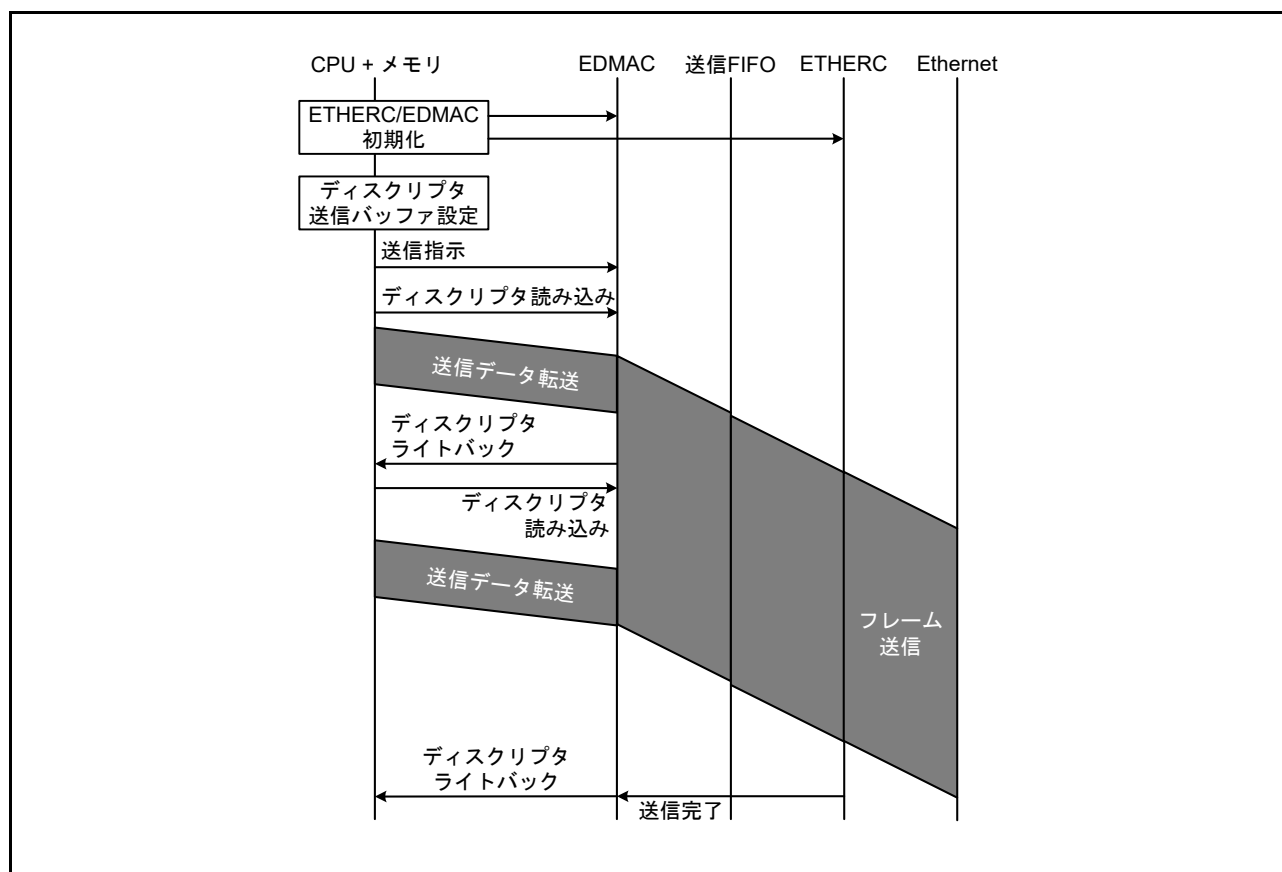 CPU + メモリ
EDMAC
送信FIFO
ETHERC
Ethernet
ETHERC/EDMAC
初期化
ディスクリプタ
送信バッファ設定
送信指示
ディスクリプタ読み込み
送信データ転送
ディスクリプタ
ライトバック
ディスクリプタ
読み込み
送信データ転送
フレーム
送信
ディスクリプタ
ライトバック
送信完了